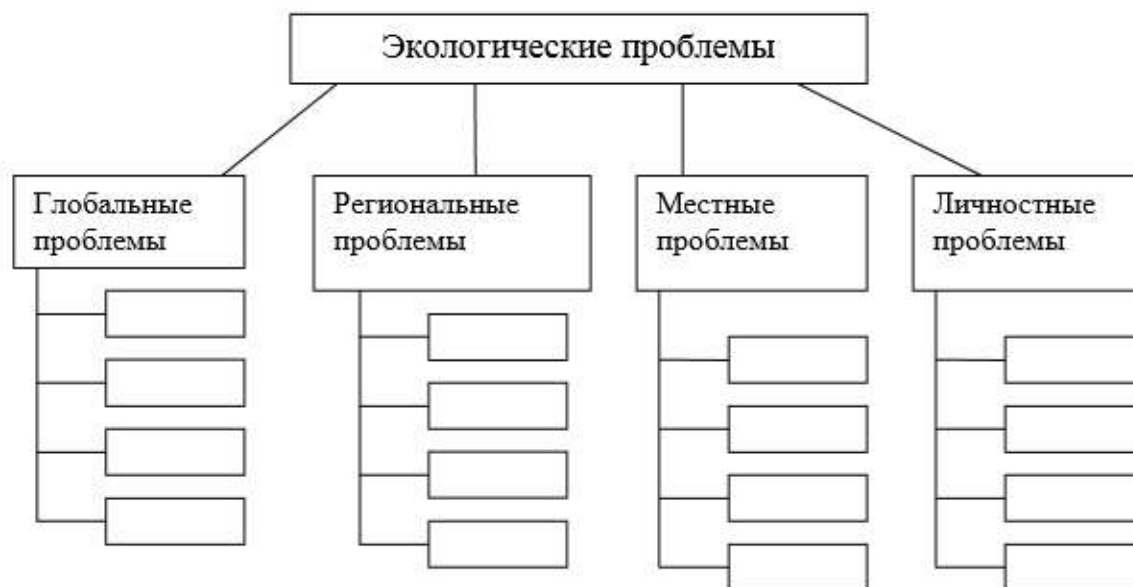 Экологические проблемы
Глобальные
проблемы
Региональные
проблемы
Местные
проблемы
Личностные
проблемы